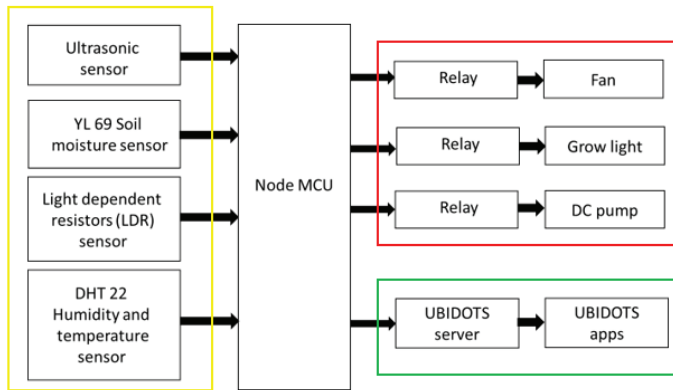 Ultrasonic
sensor
YL 69 Soil
moisture sensor
Light dependent
resistors (LDR)
sensor
DHT 22
Humidity and
temperature
sensor
Node MCU
Relay
Fan
Relay
Grow light
Relay
DC pump
UBIDOTS
server
UBIDOTS
apps